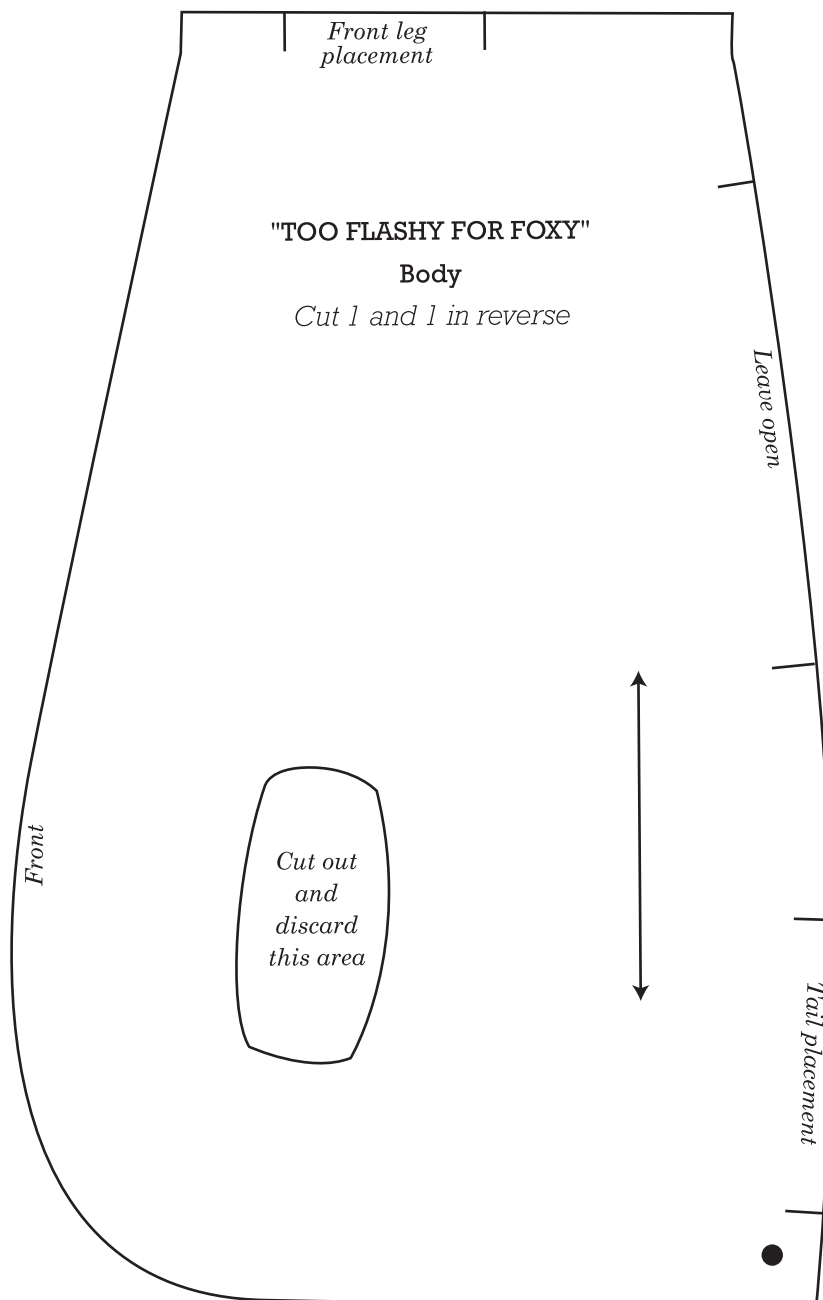 Front leg
placement
"TOO FLASHY FOR FOXY"
Body
Cut 1 and 1 in reverse
Leave open
Front
Cut out
and
discard
this area
Tail placement